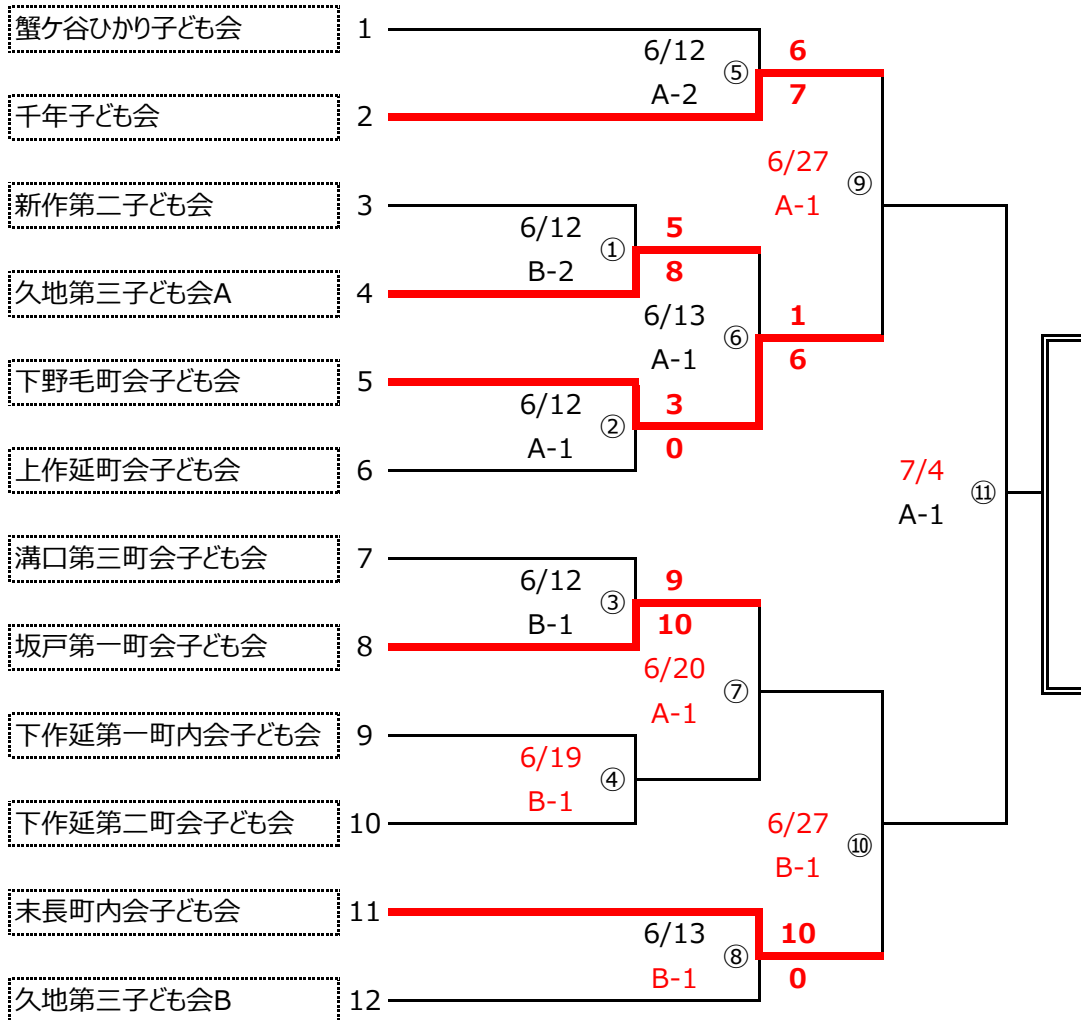 蟹ケ谷ひかり子ども会 1
6/12 ⑤ 6
A-2 7
千年子ども会 2
6/27 ⑨
A-1
新作第二子ども会 3
6/12 ① 5
B-2 8
久地第三子ども会A 4
6/13 ⑥ 1
A-1 6
下野毛町会子ども会 5
6/12 ② 3
A-1 0
上作延町会子ども会 6
7/4 ⑪
A-1
溝口第三町会子ども会 7
6/12 ③ 9
B-1 10
坂戸第一町会子ども会 8
6/20 ⑦
A-1
下作延第一町内会子ども会 9
6/19 ④
B-1
下作延第二町会子ども会 10
6/27 ⑩
B-1
末長町内会子ども会 11
6/13 ⑧ 10
B-1 0
久地第三子ども会B 12